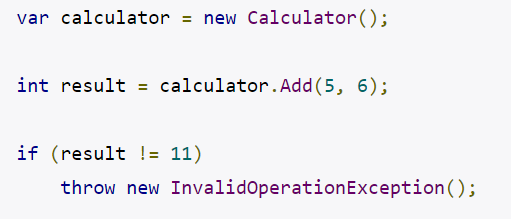 var calculator = new Calculator();
int result = calculator.Add(5, 6);
if (result != 11)
    throw new InvalidOperationException();